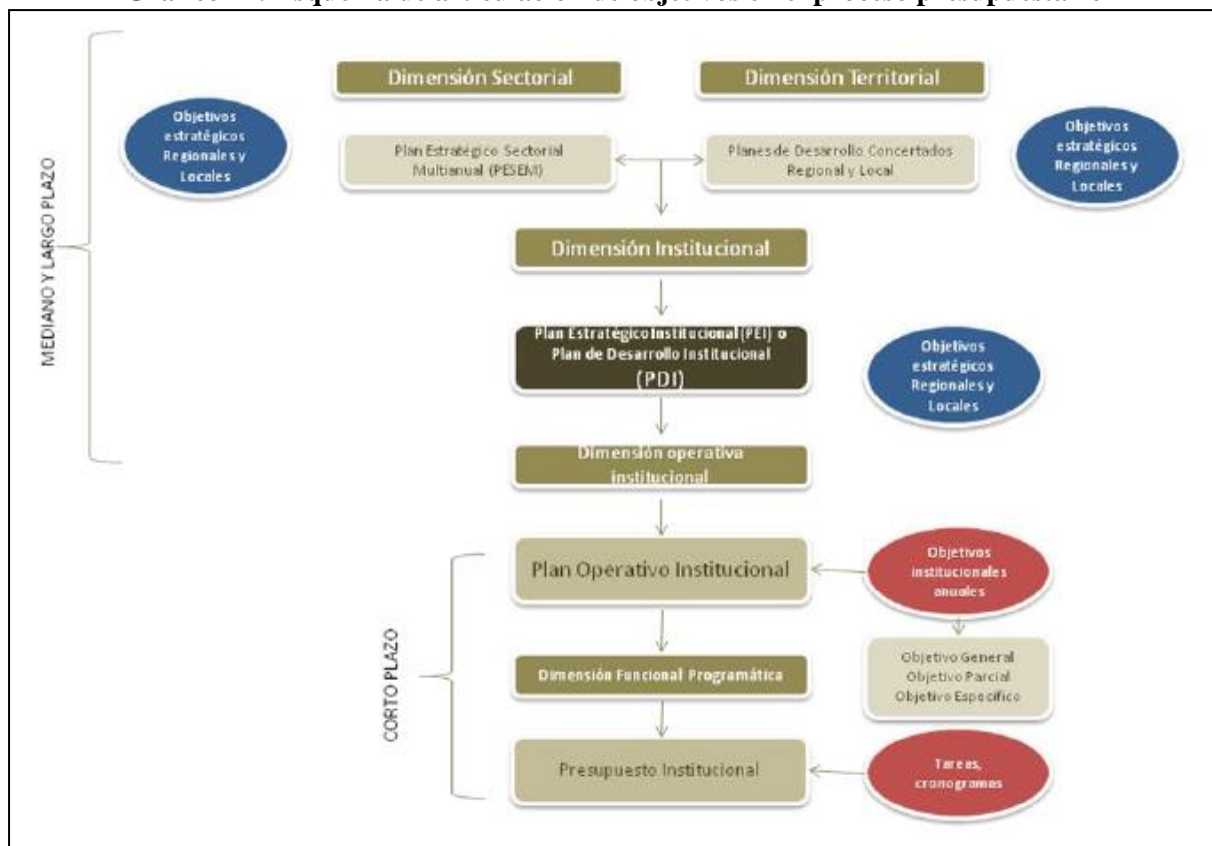 Dimensión Sectorial
Dimensión Territorial
Objetivos
estratégicos
Regionales y
Locales
Plan Estratégico Sectorial
Multianual (PESEM)
Planes de Desarrollo Concertados
Regional y Local
Objetivos
estratégicos
Regionales y
Locales
MEDIANO Y LARGO PLAZO
Dimensión Institucional
Plan Estratégico Institucional (PEI) o
Plan de Desarrollo Institucional
(PDI)
Objetivos
estratégicos
Regionales y
Locales
Dimensión operativa
institucional
CORTO PLAZO
Plan Operativo Institucional
Objetivos
institucionales
anuales
Dimensión Funcional Programática
Objetivo General
Objetivo Parcial
Objetivo Específico
Presupuesto Institucional
Tareas,
cronogramas